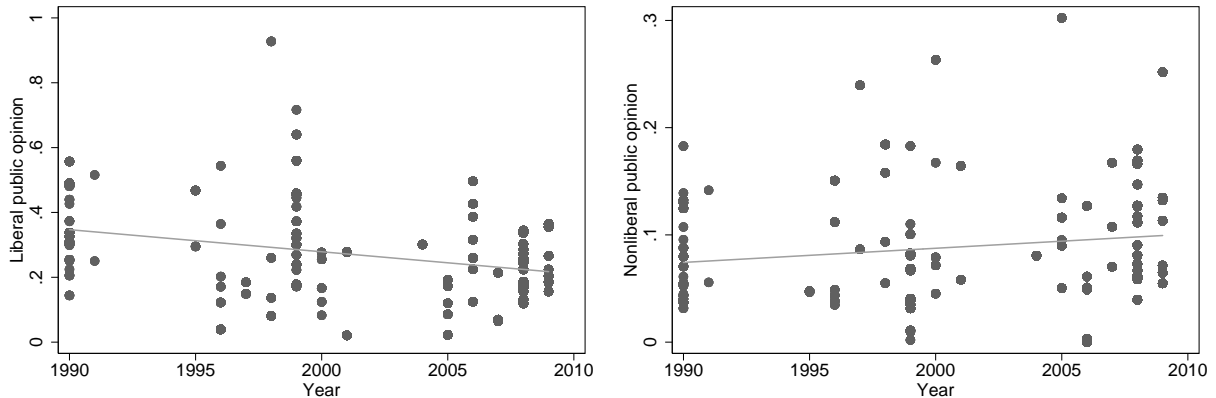 Liberal public opinion
1
.8
.6
.4
.2
0
1990 1995 2000 2005 2010
Year
Nonliberal public opinion
.3
.2
.1
0
1990 1995 2000 2005 2010
Year